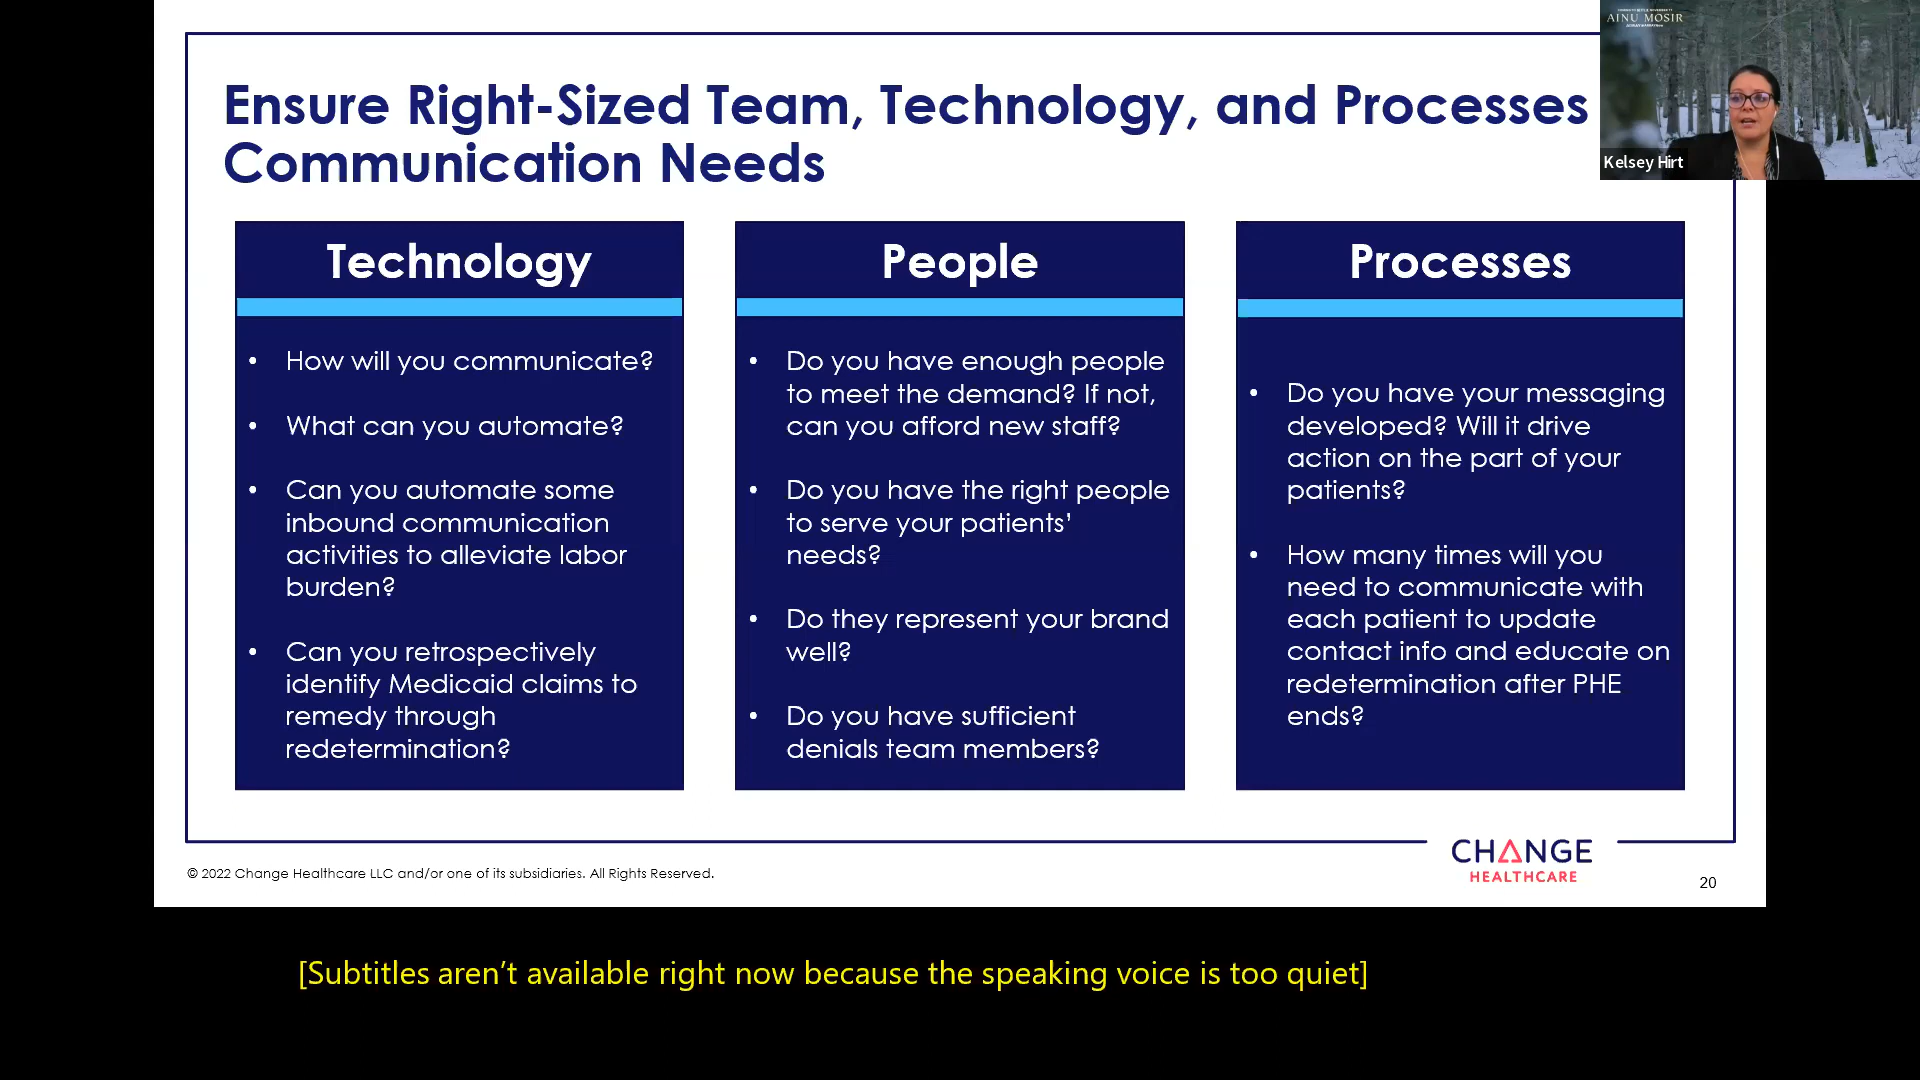 Ensure Right-Sized Team, Technology, and Processes
Communication Needs
AINU MOSIR
Kelsey Hirt
Technology
• How will you communicate?
• What can you automate?
• Can you automate some
inbound communication
activities to alleviate labor
burden?
• Can you retrospectively
identify Medicaid claims to
remedy through
redetermination?
People
• Do you have enough people
to meet the demand? If not,
can you afford new staff?
• Do you have the right people
to serve your patients’
needs?
• Do they represent your brand
well?
• Do you have sufficient
denials team members?
Processes
• Do you have your messaging
developed? Will it drive
action on the part of your
patients?
• How many times will you
need to communicate with
each patient to update
contact info and educate on
redetermination after PHE
ends?
© 2022 Change Healthcare LLC and/or one of its subsidiaries. All Rights Reserved.
CHANGE
HEALTHCARE
20
[Subtitles aren’t available right now because the speaking voice is too quiet]